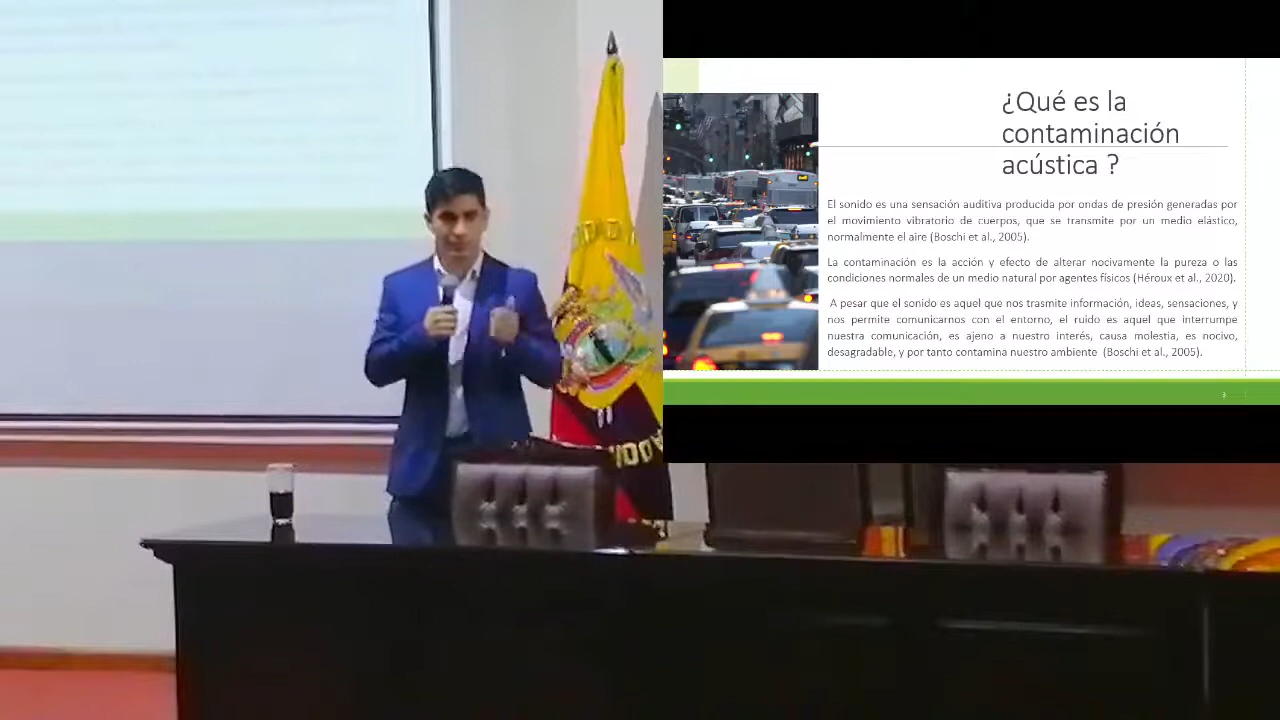 ¿Qué es la
contaminación
acústica ?
El sonido es una sensación auditiva producida por ondas de presión generadas por
el movimiento vibratorio de cuerpos, que se transmite por un medio elástico,
normalmente el aire (Boschi et al., 2005).
La contaminación es la acción y efecto de alterar nocivamente la pureza o las
condiciones normales de un medio natural por agentes físicos (Héroux et al., 2020).
A pesar que el sonido es aquel que nos trasmite información, ideas, sensaciones, y
nos permite comunicarnos con el entorno, el ruido es aquel que interrumpe
nuestra comunicación, es ajeno a nuestro interés, causa molestia, es nocivo,
desagradable, y por tanto contamina nuestro ambiente (Boschi et al., 2005).
3